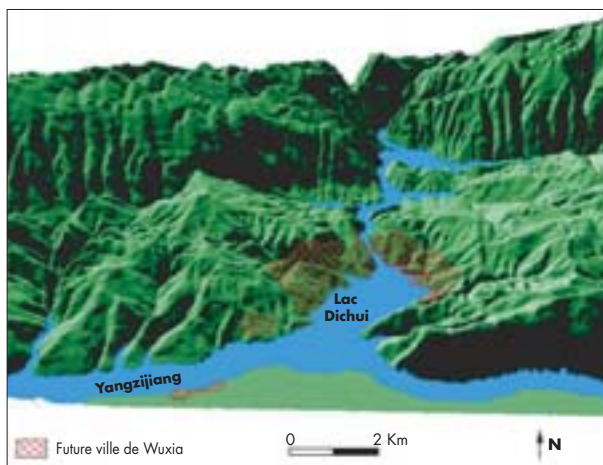 Lac
Dichui
Yangzijiang
Future ville de Wuxia
0 2 Km
N